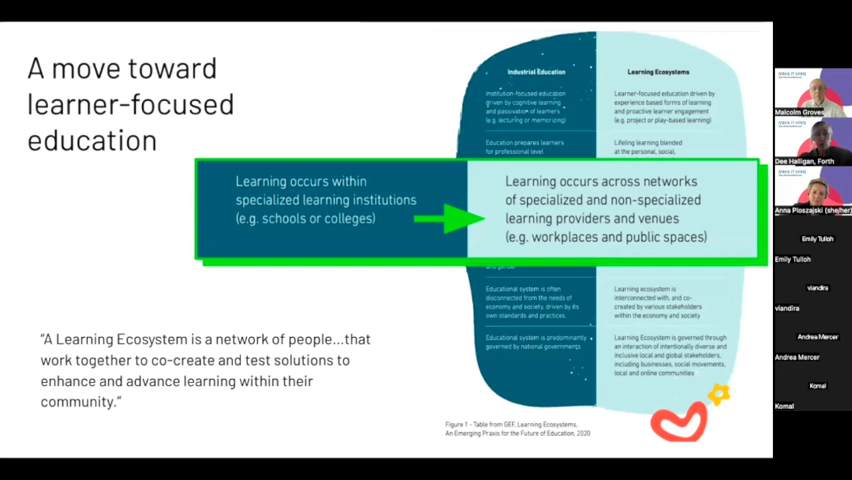 A move toward
learner-focused
education
Industrial Education
Learning Ecosystems
Institution-focused education
driven by cognitive learning
and passivation of learners
(e.g. lecturing or memorizing)
Learner-focused education driven by
experience based forms of learning
and proactive learner engagement
(e.g. project or play-based learning)
Education prepares learners
for professional level
Lifelong learning blended
at the personal, social,
Learning occurs within
specialized learning institutions
(e.g. schools or colleges)
Learning occurs across networks
of specialized and non-specialized
learning providers and venues
(e.g. workplaces and public spaces)
Educational system is often
disconnected from the needs of
economy and society, driven by its
own standards and practices.
Learning ecosystem is
interconnected with, and co-
created by various stakeholders
within the economy and society
Educational system is predominantly
governed by national governments
Learning Ecosystem is governed through
an interaction of intentionally diverse and
inclusive local and global stakeholders,
including businesses, social movements,
local and online communities
"A Learning Ecosystem is a network of people...that
work together to co-create and test solutions to
enhance and advance learning within their
community."
Figure 1 - Table from GEF, Learning Ecosystems,
An Emerging Praxis for the Future of Education, 2020
Malcolm Groves
Dee Halligan, Forth
Anna Ploszajski (she/her)
Emily Tulloh
Emily Tulloh
vlandira
vlandira
Andrea Mercer
Andrea Mercer
Komal
Komal